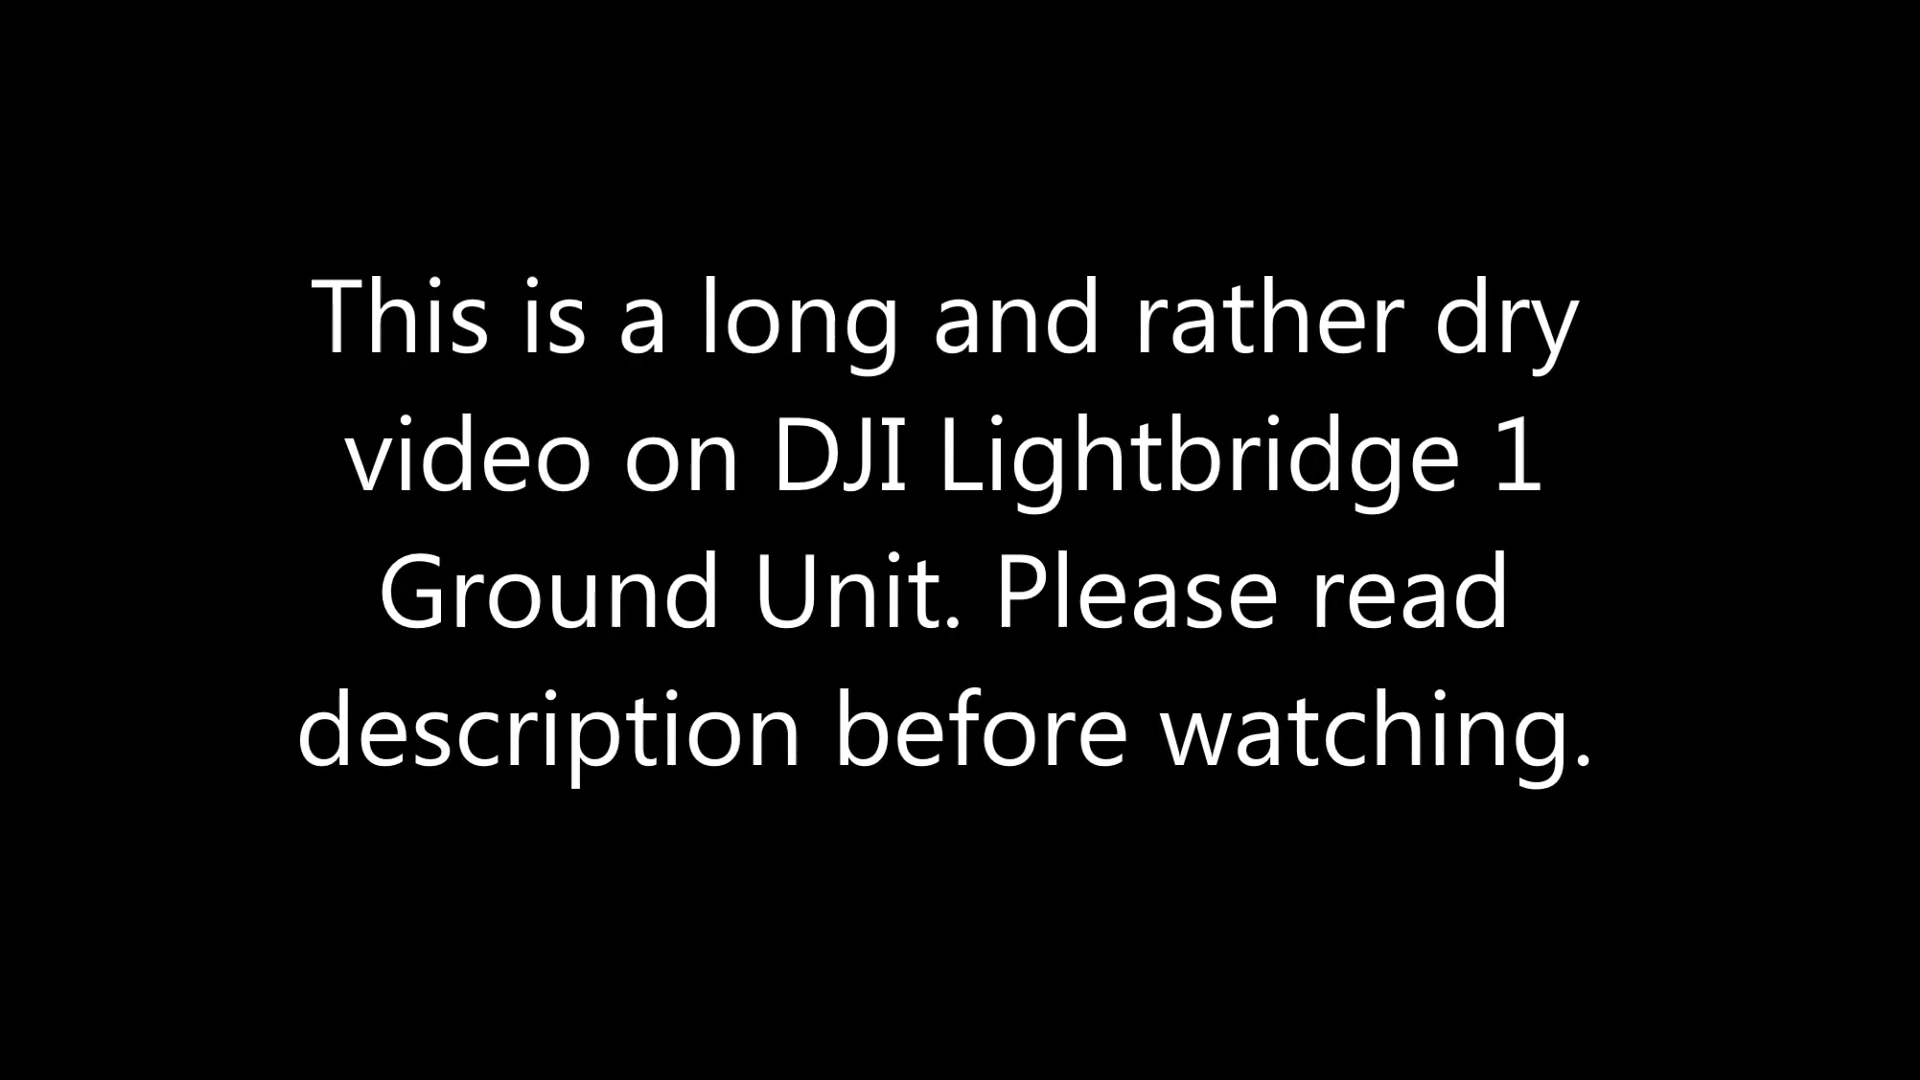 This is a long and rather dry
video on DJI Lightbridge 1
Ground Unit. Please read
description before watching.